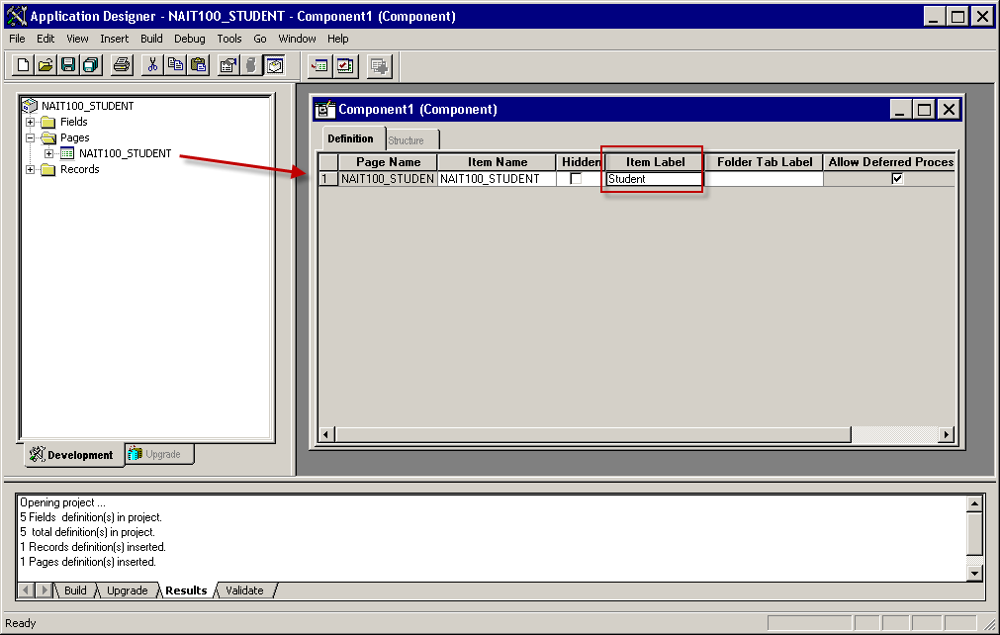 Application Designer - NAIT100_STUDENT - Component1 (Component)
File Edit View Insert Build Debug Tools Go Window Help
NAIT100_STUDENT
Fields
Pages
NAIT100_STUDENT
Records
Development Upgrade
Component1 (Component)
Definition Structure
Page Name Item Name Hidden Item Label Folder Tab Label Allow Deferred Proces
1 NAIT100_STUDEN NAIT100_STUDENT Student
Opening project ...
5 Fields definition(s) in project.
5 total definition(s) in project.
1 Records definition(s) inserted.
1 Pages definition(s) inserted.
Build Upgrade Results Validate
Ready